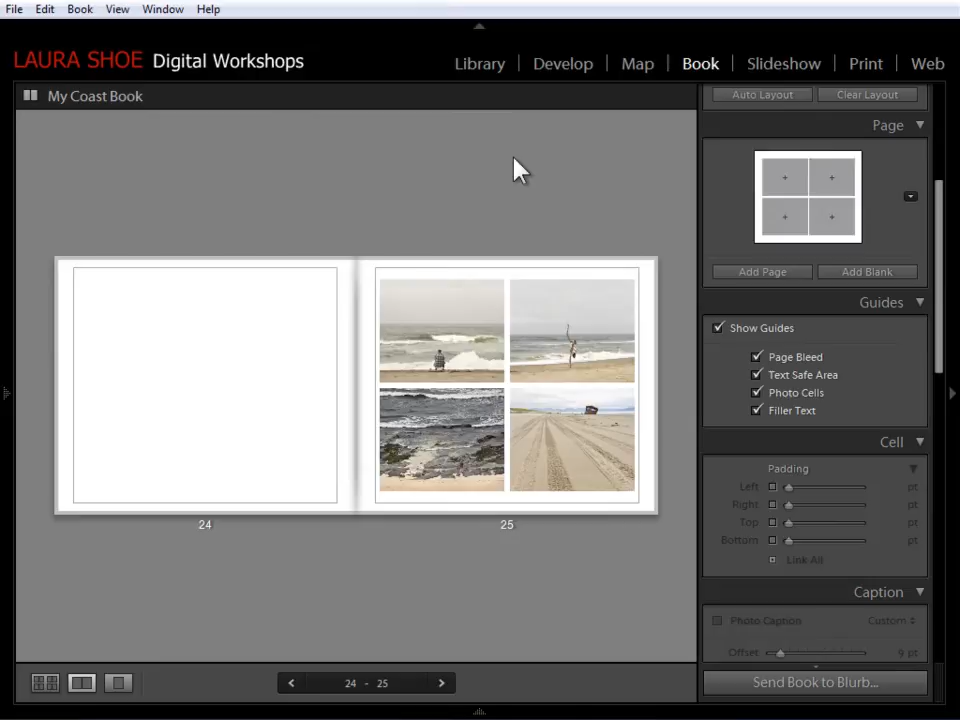 File Edit Book View Window Help
LAURA SHOE Digital Workshops
Library Develop Map Book Slideshow Print Web
My Coast Book
Auto Layout Clear Layout
Page
Add Page Add Blank
Guides
Show Guides
Page Bleed
Text Safe Area
Photo Cells
Filler Text
Cell
Padding
Left pt
Right pt
Top pt
Bottom pt
Link All
24 25
Caption
Photo Caption Custom
Offset 9 pt
24 - 25
Send Book to Blurb...